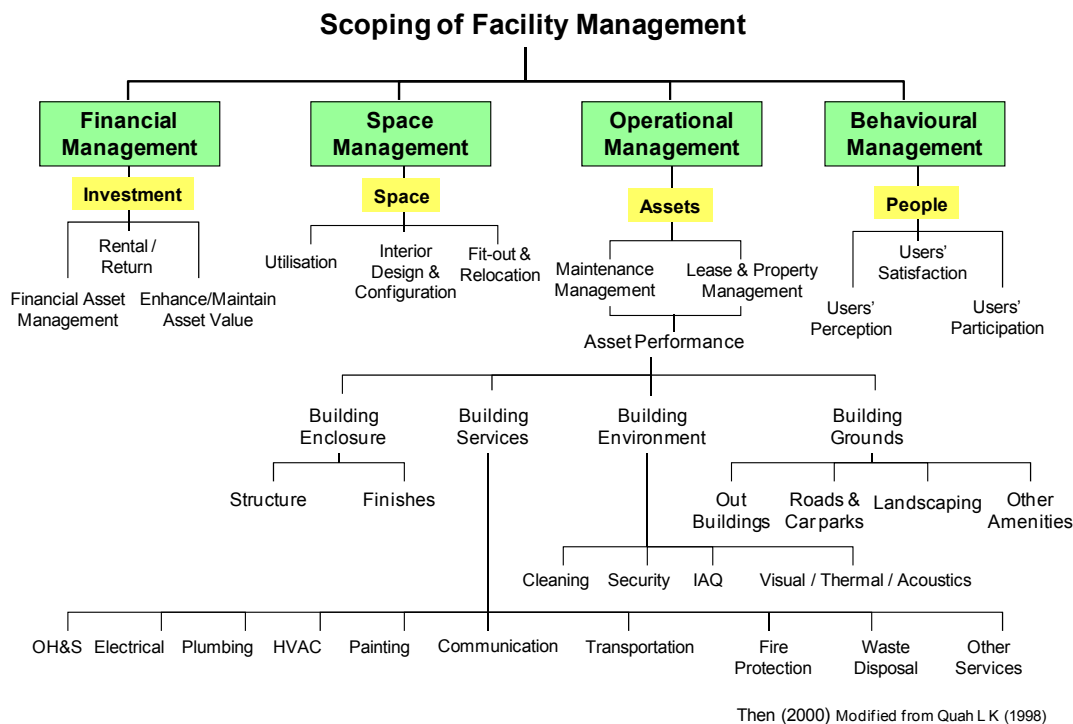 Scoping of Facility Management
Financial
Management
Space
Management
Operational
Management
Behavioural
Management
Investment
Space
Assets
People
Rental /
Return
Financial Asset
Management
Enhance/Maintain
Asset Value
Utilisation
Interior
Design &
Configuration
Fit-out &
Relocation
Maintenance
Management
Lease & Property
Management
Users'
Satisfaction
Users'
Perception
Users'
Participation
Asset Performance
Building
Enclosure
Building
Services
Building
Environment
Building
Grounds
Structure
Finishes
Out
Buildings
Roads &
Car parks
Landscaping
Other
Amenities
Cleaning
Security
IAQ
Visual / Thermal / Acoustics
OH&S
Electrical
Plumbing
HVAC
Painting
Communication
Transportation
Fire
Protection
Waste
Disposal
Other
Services
Then (2000) Modified from Quah L K (1998)